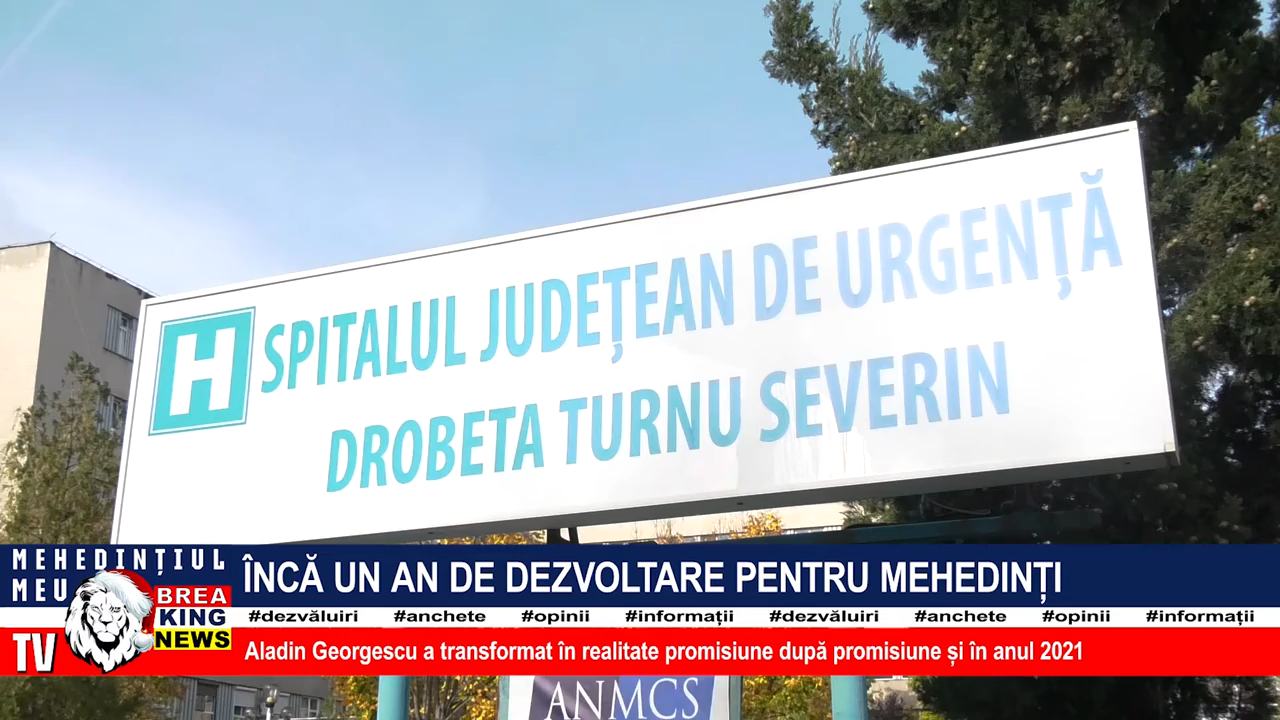 H
SPITALUL JUDEȚEAN DE URGENȚĂ
DROBETA TURNU SEVERIN
MEHEDINȚIUL
MEU
TV
BREA
KING
NEWS
ÎNCĂ UN AN DE DEZVOLTARE PENTRU MEHEDINȚI
#dezvăluiri #anchete #opinii #informații #dezvăluiri #anchete #opinii #informații
Aladin Georgescu a transformat în realitate promisiune după promisiune și în anul 2021
ANMCS